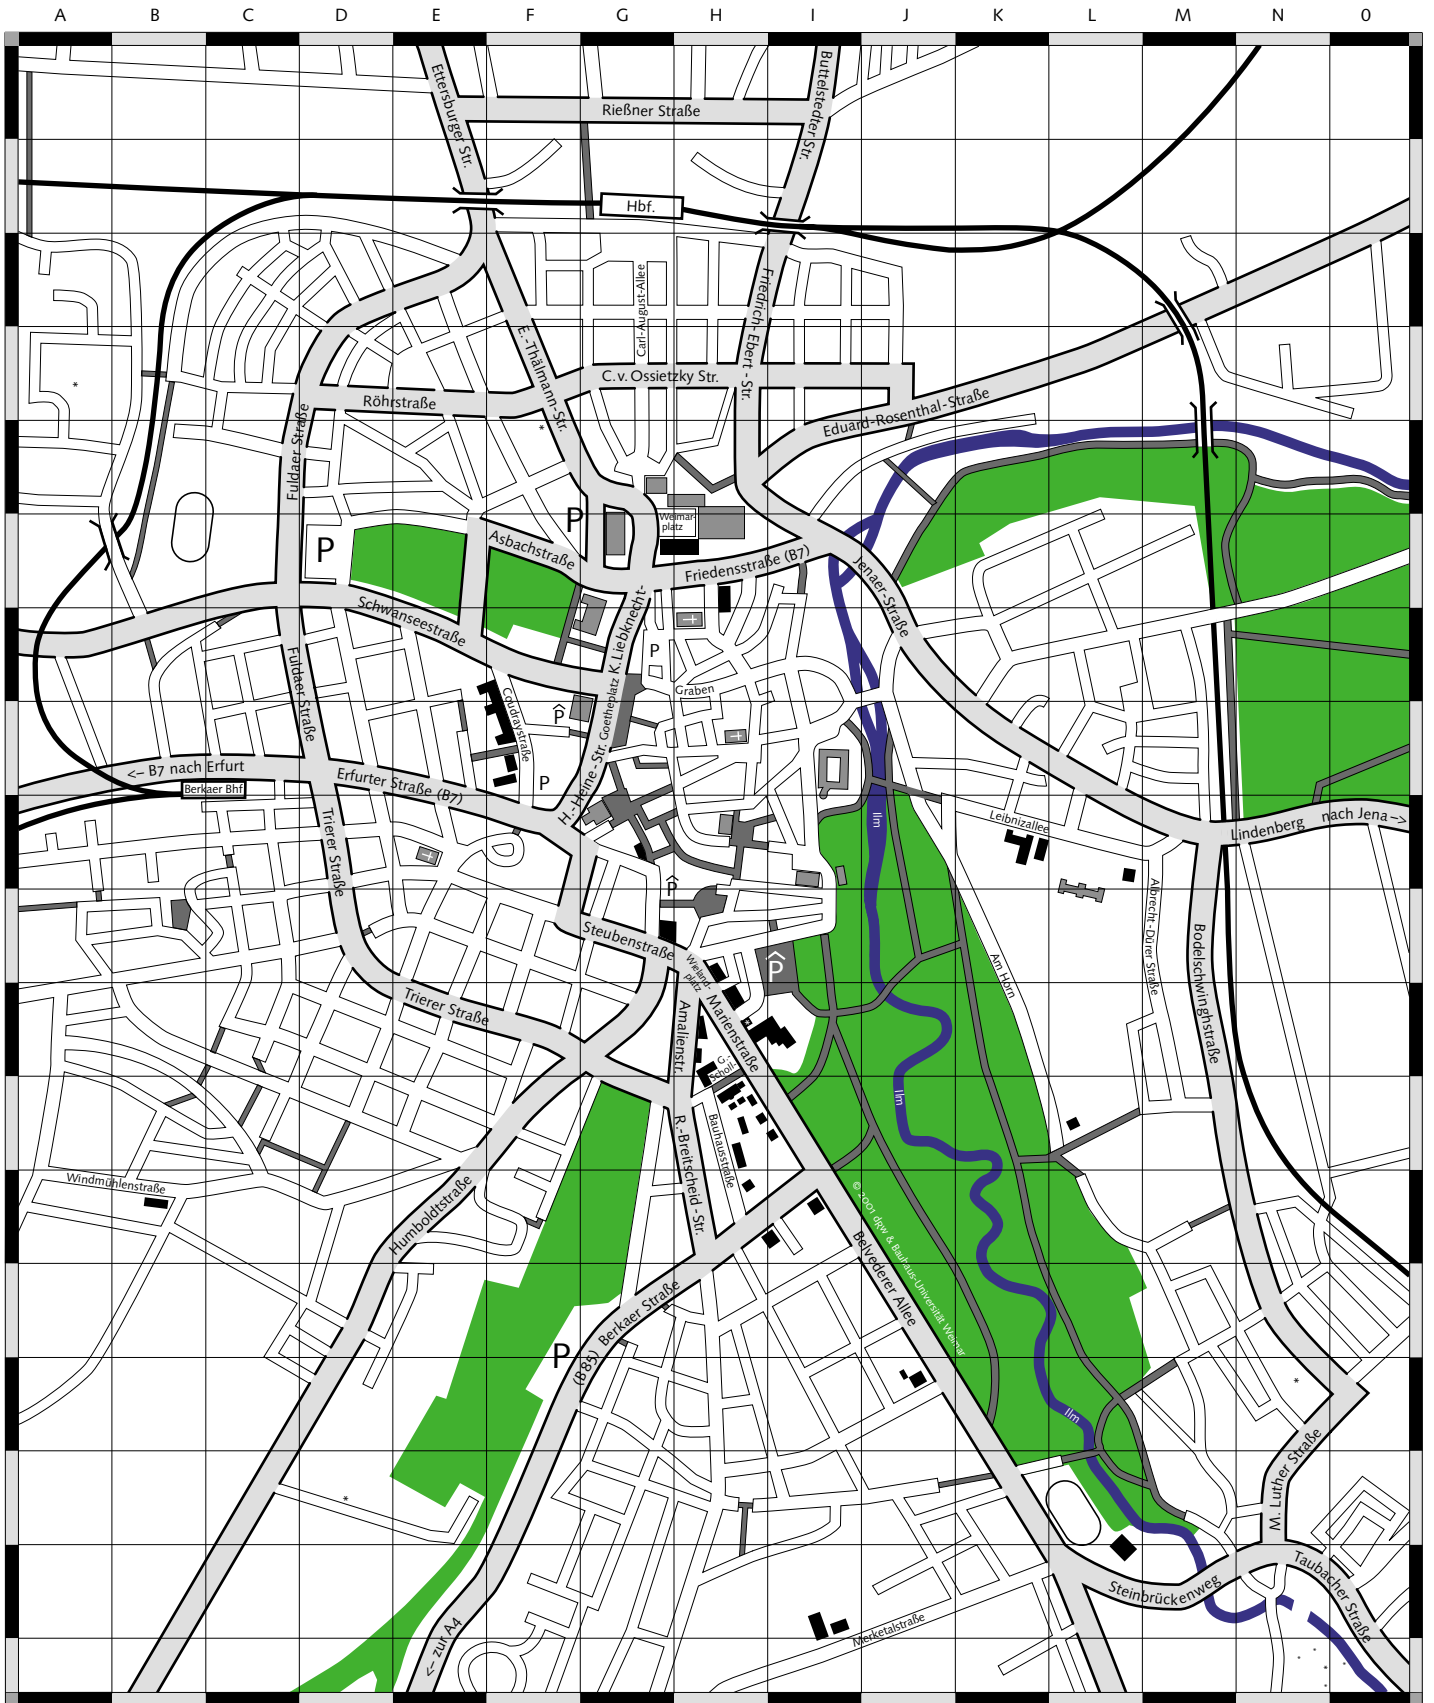 A B C D E F G H I J K L M N O
Ettersburger Str.
Rießner Straße
Buttelstedter Str.
Hbf.
Carl-August-Allee
Friedrich-Ebert-Str.
E.-Thälmann-Str.
C.v. Ossietzky Str.
Röhrstraße
Eduard-Rosenthal-Straße
Fuldaer Straße
P
P
Weimar-
platz
Asbachstraße
Friedensstraße (B7)
Jenaer-Straße
Schwanseestraße
K.Liebknecht-
P
Graben
Fuldaer Straße
Coudraystraße
P
Goetheplatz
H.-Heine-Str.
<– B7 nach Erfurt
Berkaer Bhf
Erfurter Straße (B7)
P
Ilm
Leibnizallee
Lindenberg
nach Jena–>
Trierer Straße
P
Albrecht-Dürer Straße
Steubenstraße
Wieland-
platz
P
Am Horn
Bodelschwinghstraße
Trierer Straße
Amalienstr.
Marienstraße
G.-
Scholl-
Ilm
Bauhausstraße
R.-Breitscheid-Str.
Windmühlenstraße
Humboldtstraße
© 2001 dRW & Bauhaus-Universität Weimar
Belvederer Allee
P
(B85) Berkaer Straße
Ilm
M. Luther Straße
Steinbrückenweg
Taubacher Straße
Merketalstraße
<– zur A4